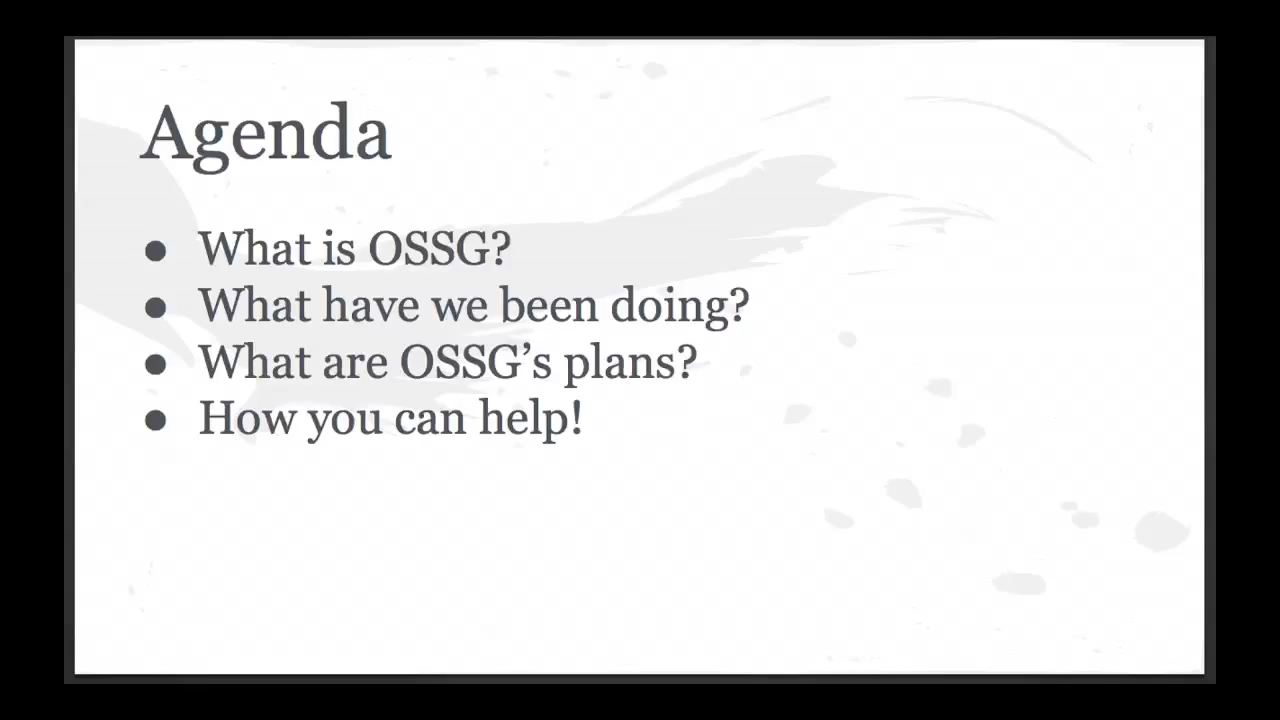 Agenda
● What is OSSG?
● What have we been doing?
● What are OSSG’s plans?
● How you can help!